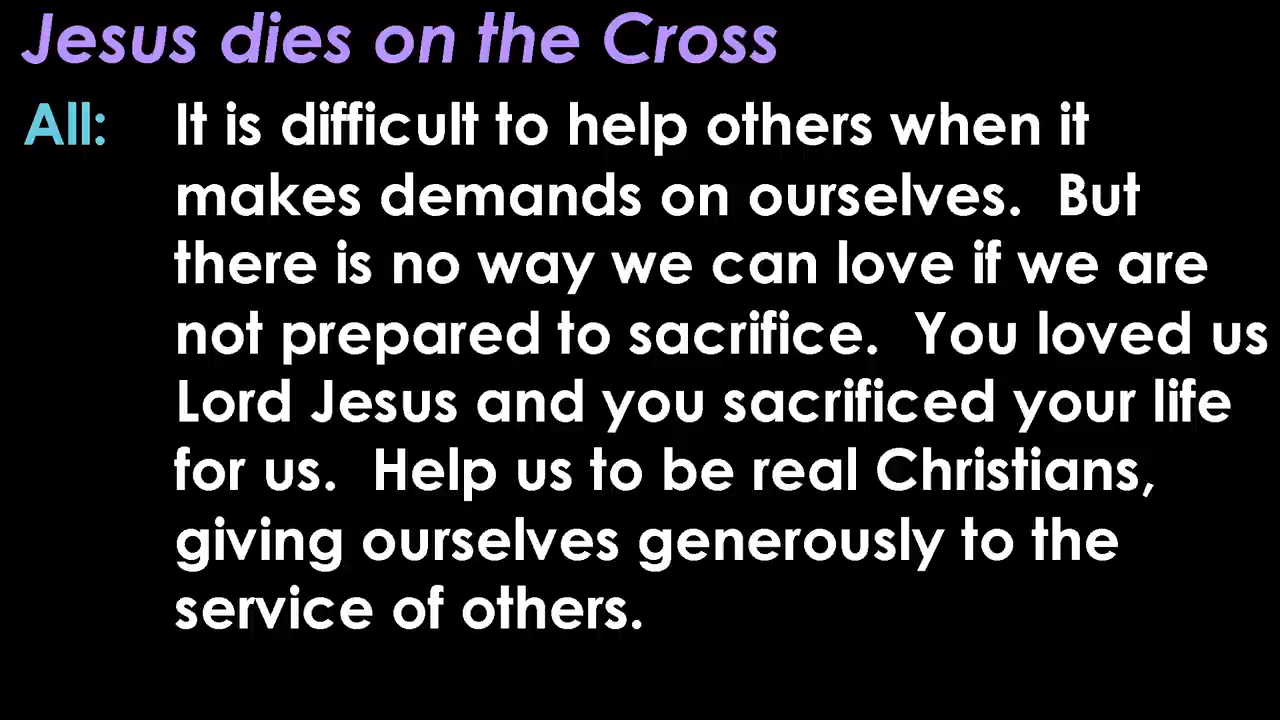 Jesus dies on the Cross
All: It is difficult to help others when it
makes demands on ourselves.  But
there is no way we can love if we are
not prepared to sacrifice.  You loved us
Lord Jesus and you sacrificed your life
for us.  Help us to be real Christians,
giving ourselves generously to the
service of others.